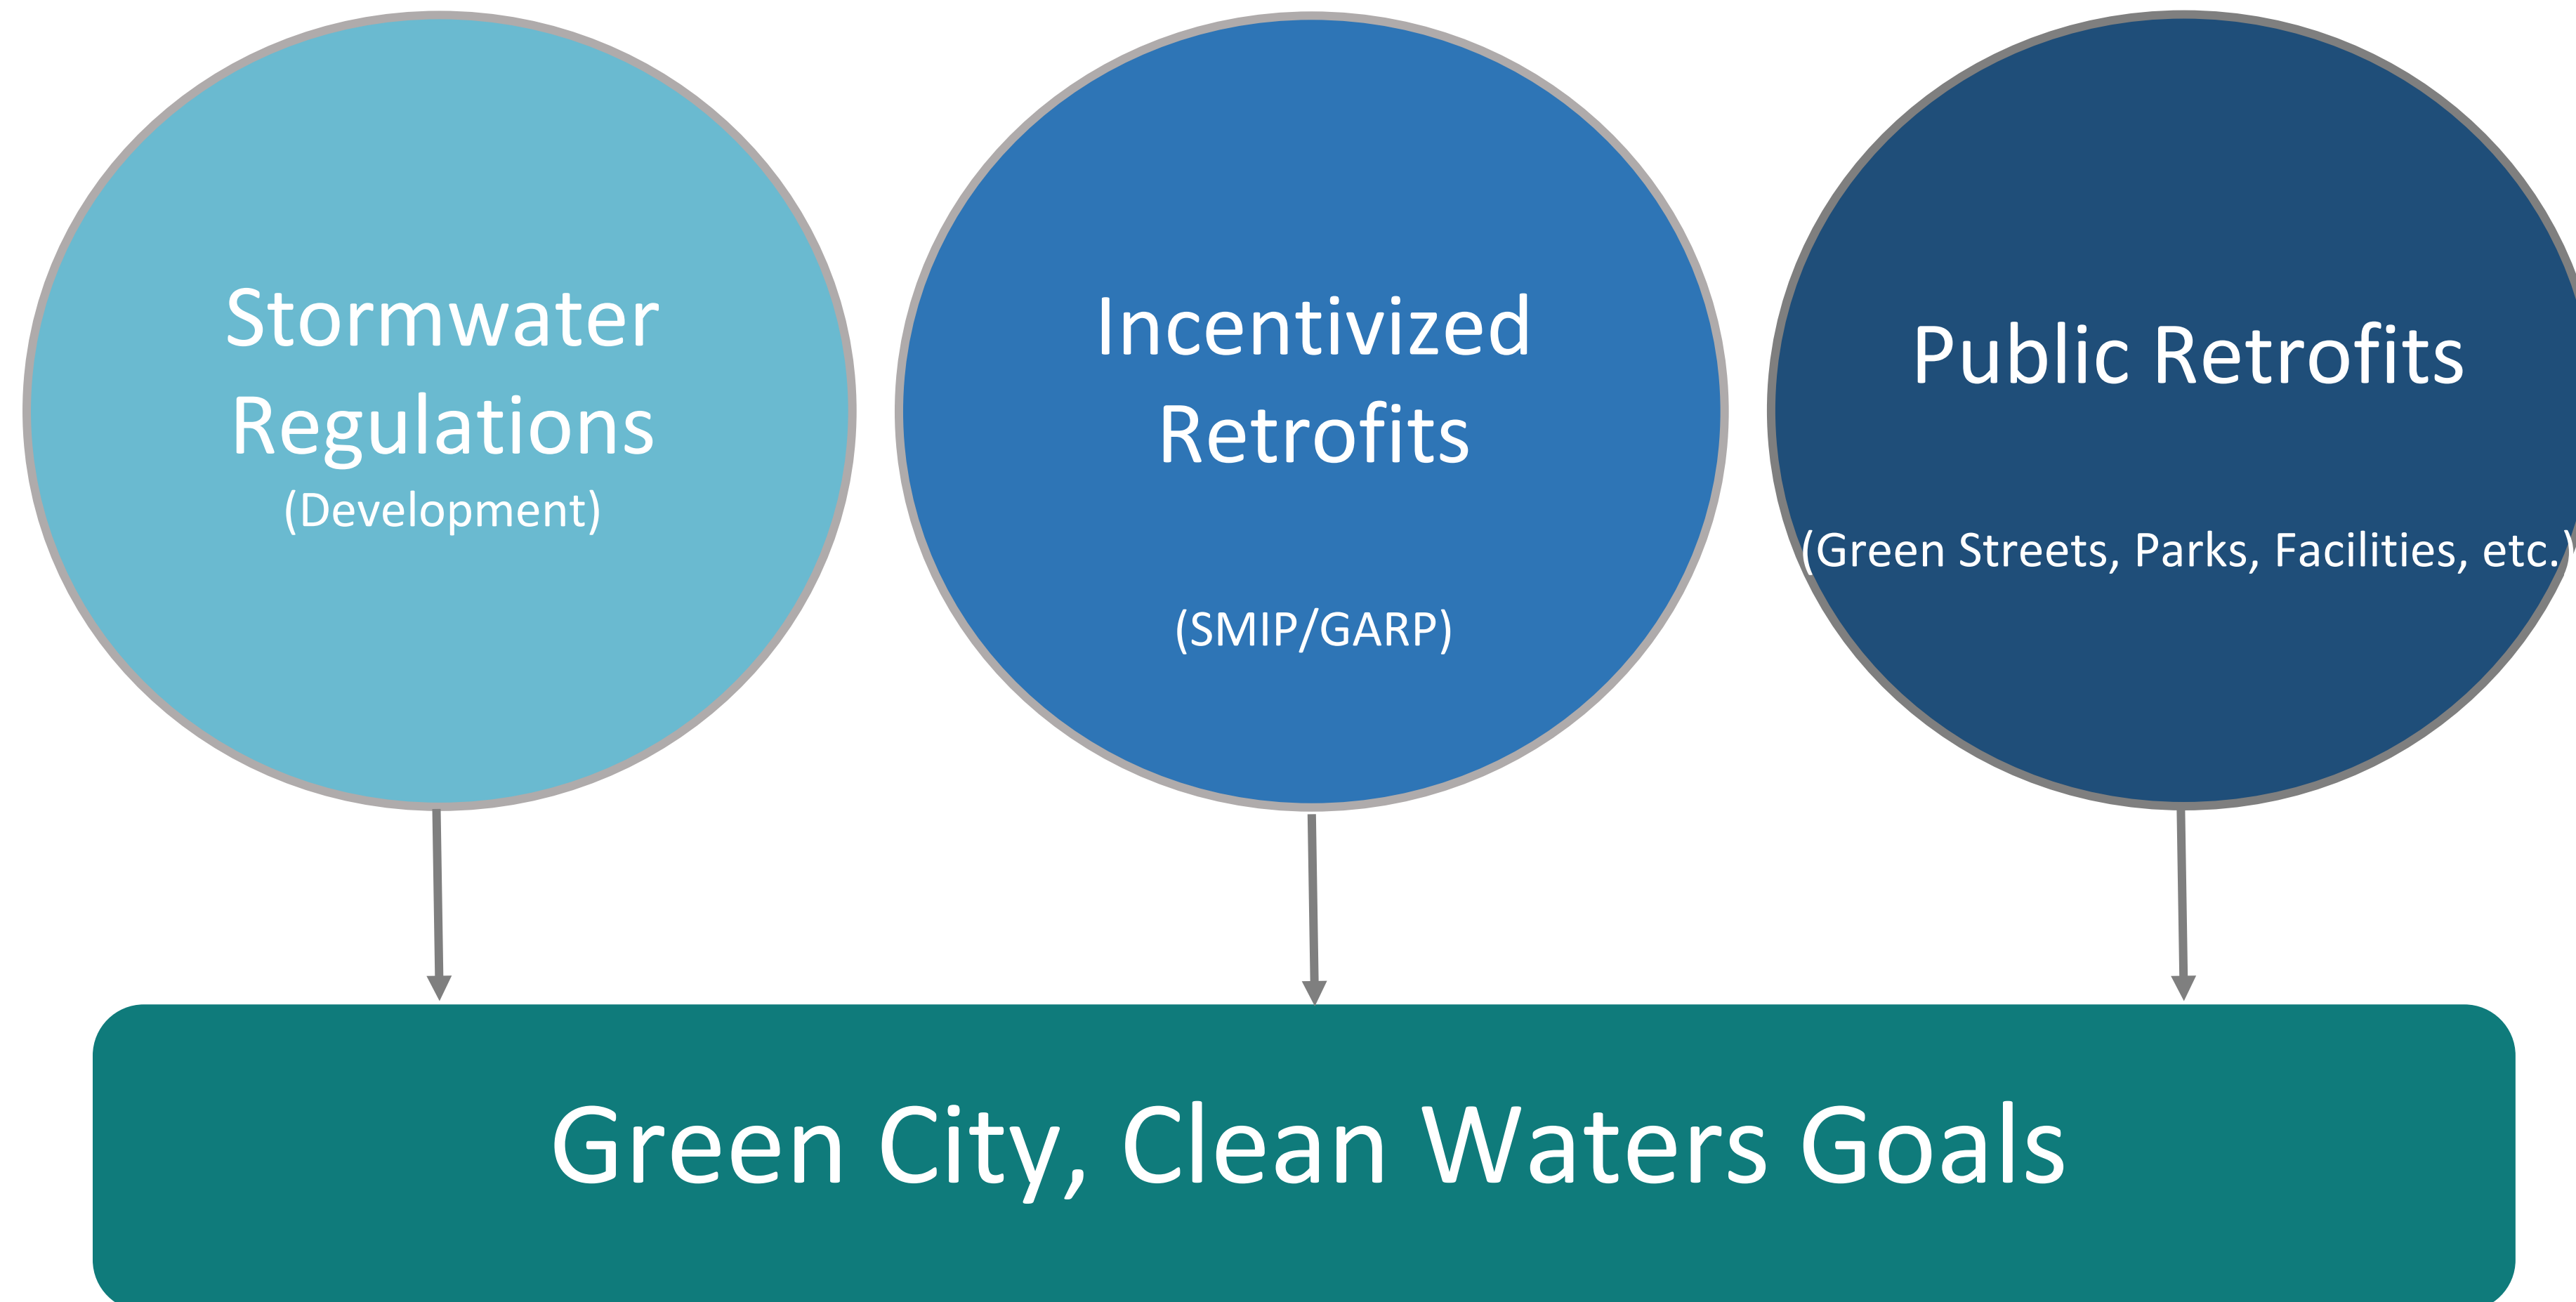 Stormwater
Regulations
(Development)
Incentivized
Retrofits
(SMIP/GARP)
Public Retrofits
(Green Streets, Parks, Facilities, etc.)
Green City, Clean Waters Goals